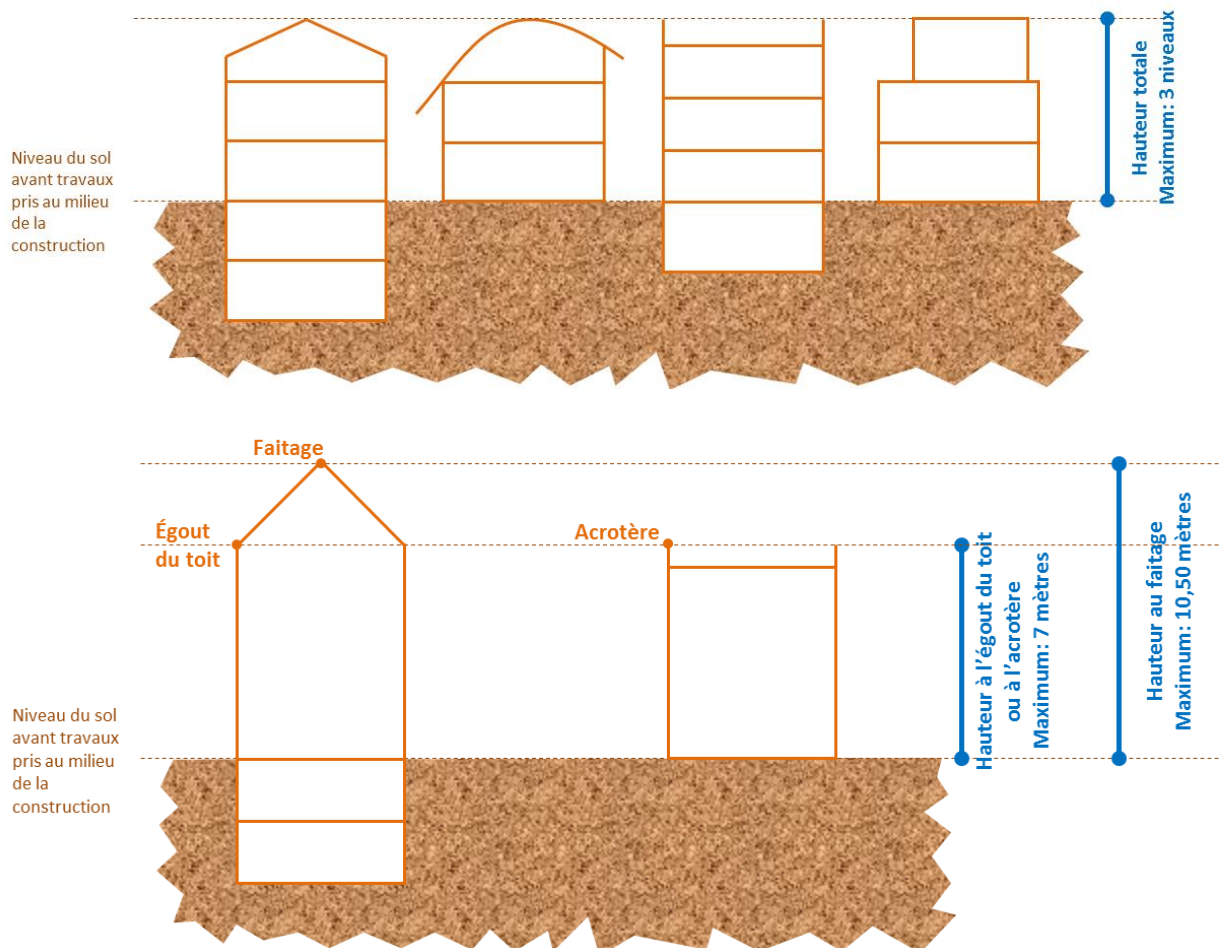 Niveau du sol
avant travaux
pris au milieu
de la
construction
Hauteur totale
Maximum: 3 niveaux
Faitage
Égout
du toit
Acrotère
Hauteur à l'égout du toit
ou à l'acrotère
Maximum: 7 mètres
Hauteur au faitage
Maximum: 10,50 mètres
Niveau du sol
avant travaux
pris au milieu
de la
construction